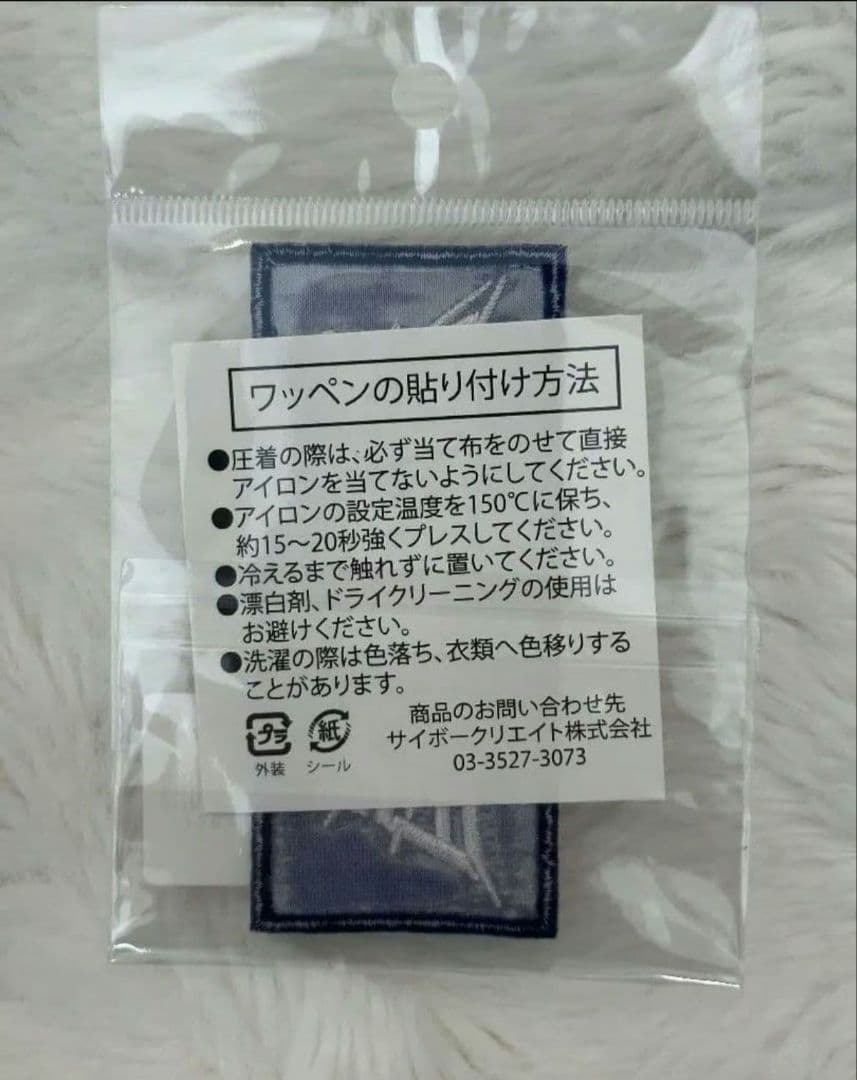 ワッペンの貼り付け方法
●圧着の際は、必ず当て布をのせて直接
アイロンを当てないようにしてください。
●アイロンの設定温度を150℃に保ち、
約15～20秒強くプレスしてください。
●冷えるまで触れずに置いてください。
●漂白剤、ドライクリーニングの使用は
お避けください。
●洗濯の際は色落ち、衣類へ色移りする
ことがあります。
プラ
外装
紙
シール
商品のお問い合わせ先
サイボークリエイト株式会社
03-3527-3073